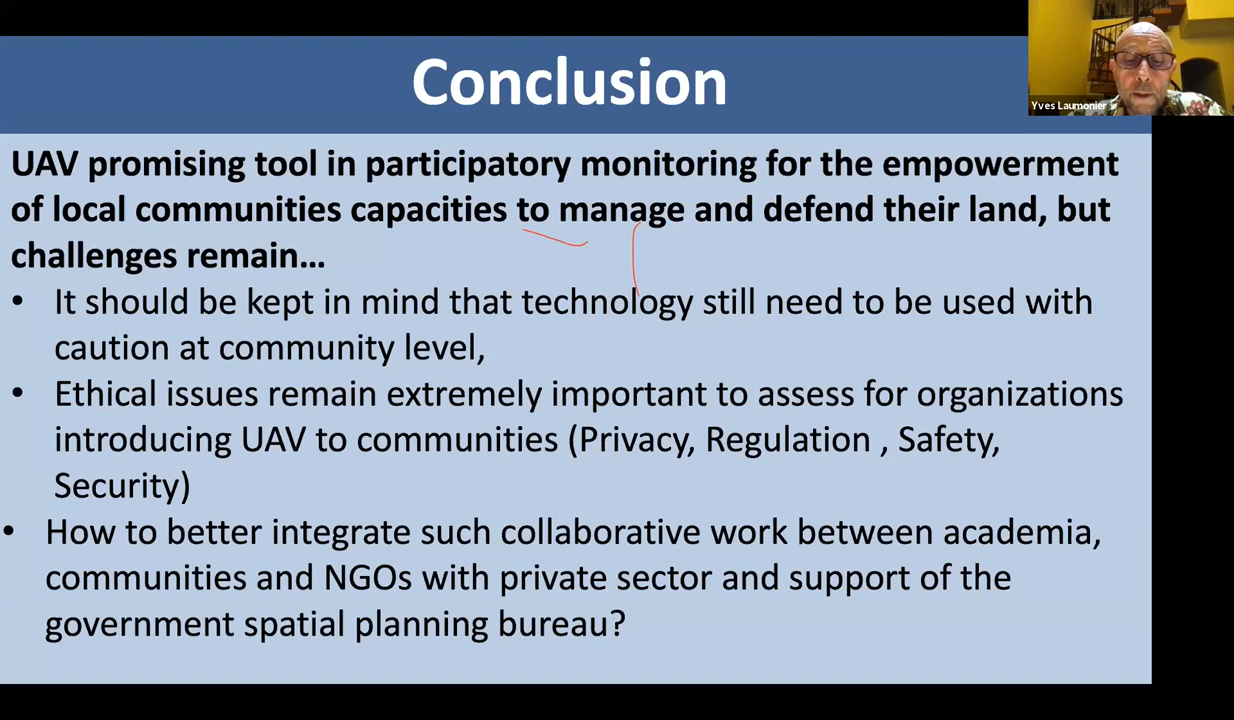 Conclusion
Yves Laumonier
UAV promising tool in participatory monitoring for the empowerment
of local communities capacities to manage and defend their land, but
challenges remain...
• It should be kept in mind that technology still need to be used with
caution at community level,
• Ethical issues remain extremely important to assess for organizations
introducing UAV to communities (Privacy, Regulation , Safety,
Security)
• How to better integrate such collaborative work between academia,
communities and NGOs with private sector and support of the
government spatial planning bureau?